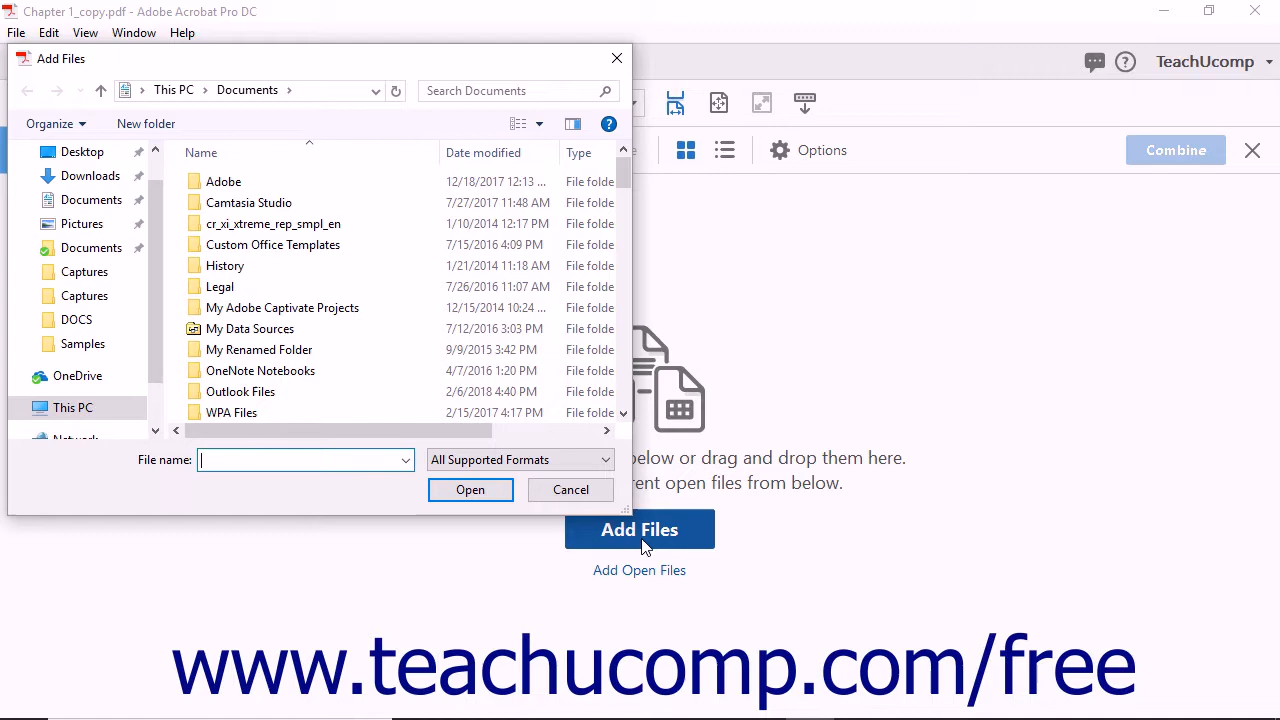 Chapter 1_copy.pdf - Adobe Acrobat Pro DC
File Edit View Window Help
Add Files
TeachUcomp
This PC Documents
Search Documents
Organize New folder
Options
Combine
Desktop
Downloads
Documents
Pictures
Documents
Captures
Captures
DOCS
Samples
OneDrive
This PC
Network
Name Date modified Type
Adobe 12/18/2017 12:13 ... File folde
Camtasia Studio 7/27/2017 11:48 AM File folde
cr_xi_xtreme_rep_smpl_en 1/10/2014 12:17 PM File folde
Custom Office Templates 7/15/2016 4:09 PM File folde
History 1/21/2014 11:18 AM File folde
Legal 7/26/2016 11:07 AM File folde
My Adobe Captivate Projects 12/15/2014 10:24 ... File folde
My Data Sources 7/12/2016 3:03 PM File folde
My Renamed Folder 9/9/2015 3:42 PM File folde
OneNote Notebooks 4/7/2016 1:20 PM File folde
Outlook Files 2/6/2018 4:40 PM File folde
WPA Files 2/15/2017 4:17 PM File folde
File name: All Supported Formats
Open Cancel
below or drag and drop them here.
rent open files from below.
Add Files
Add Open Files
www.teachucomp.com/free